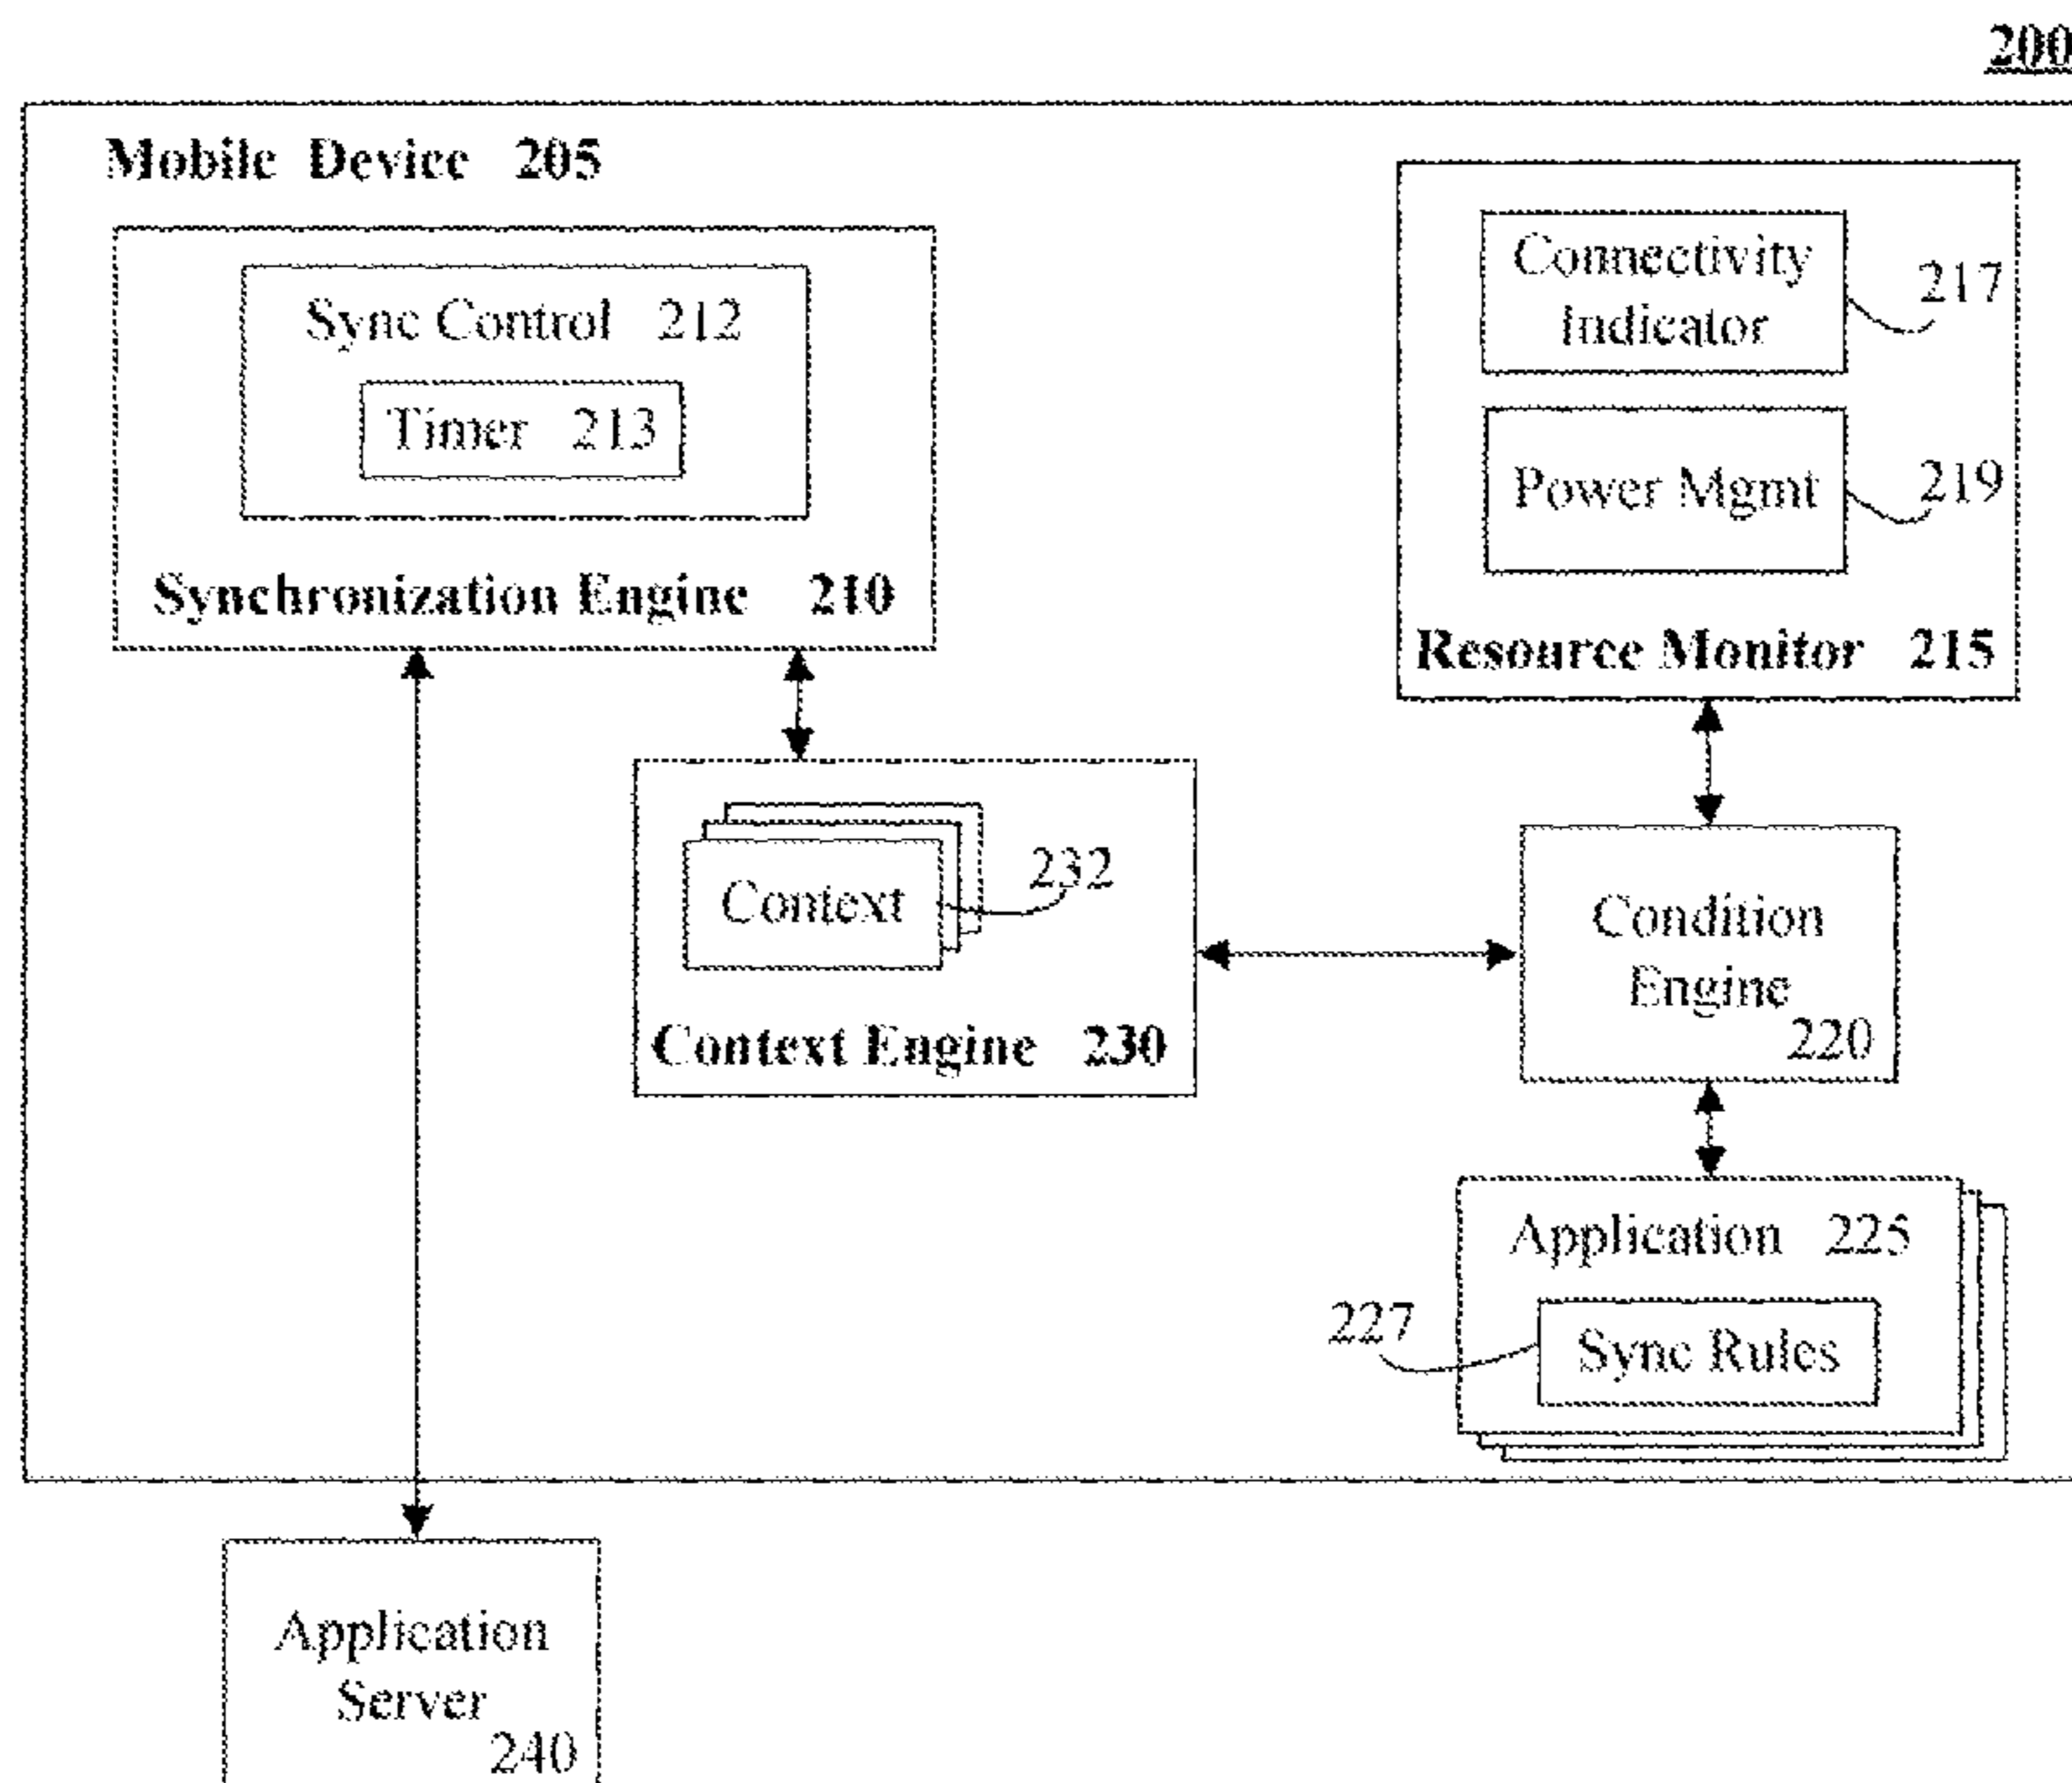 200
Mobile Device 205
Connectivity
Indicator
217
Sync Control 212
Timer 213
Power Mgmt
219
Synchronization Engine 210
Resource Monitor 215
Context
232
Condition
Engine
220
Context Engine 230
Application 225
227
Sync Rules
Application
Server
240